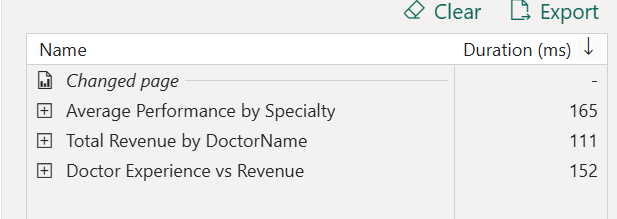 Clear Export
Name Duration (ms) ↓
Changed page -
Average Performance by Specialty 165
Total Revenue by DoctorName 111
Doctor Experience vs Revenue 152